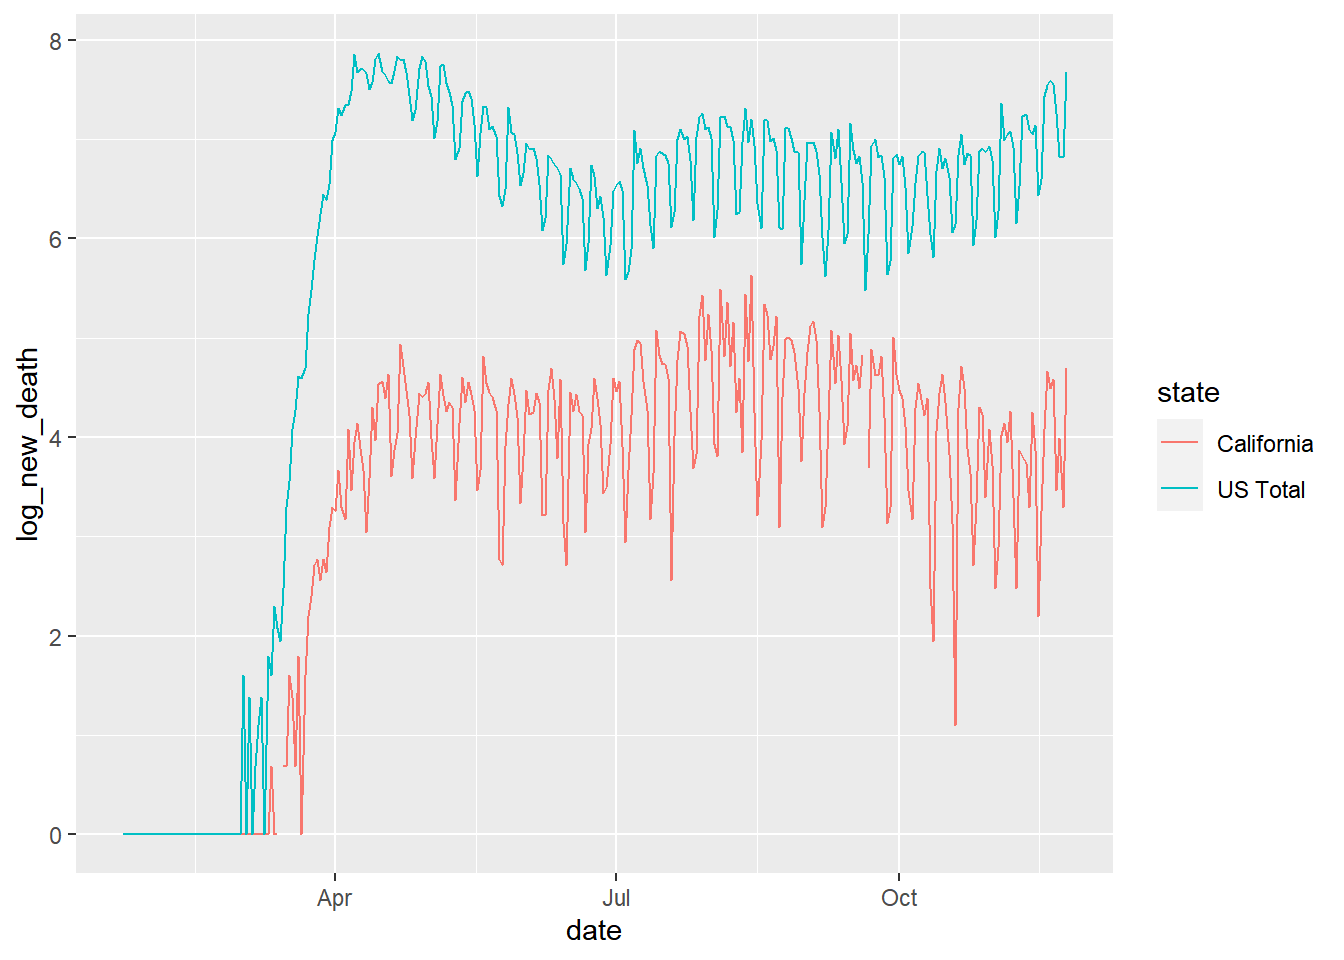 8
6
4
2
0
log_new_death
Apr
Jul
Oct
date
state
California
US Total